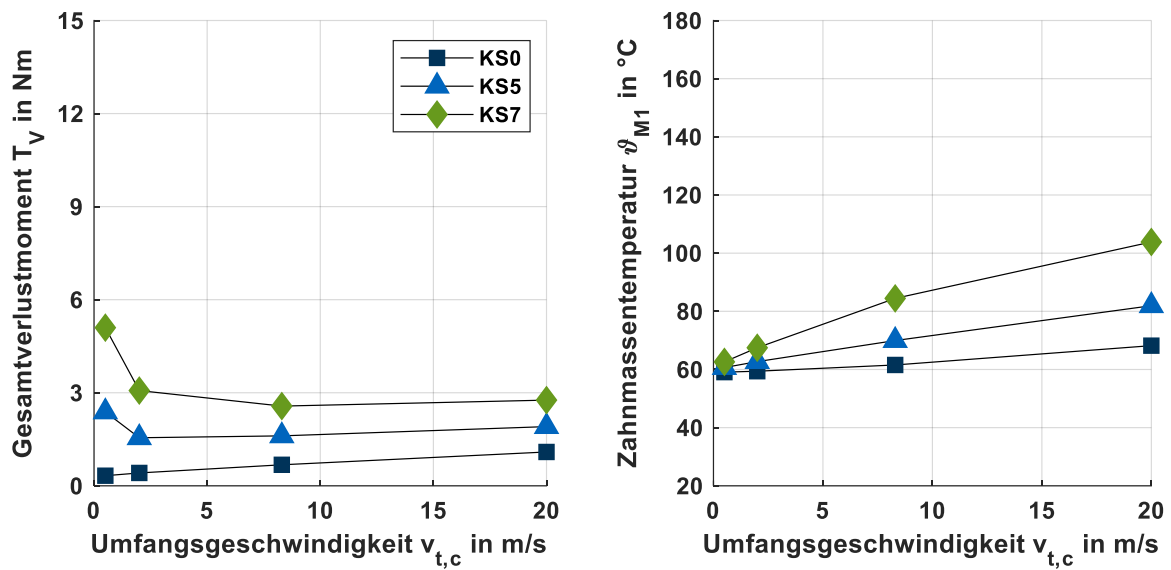 Gesamtverlustmoment T_V in Nm
15
12
9
6
3
0
KS0
KS5
KS7
0 5 10 15 20
Umfangsgeschwindigkeit v_t,c in m/s
Zahnmassentemperatur ϑ_M1 in °C
180
160
140
120
100
80
60
40
20
0 5 10 15 20
Umfangsgeschwindigkeit v_t,c in m/s